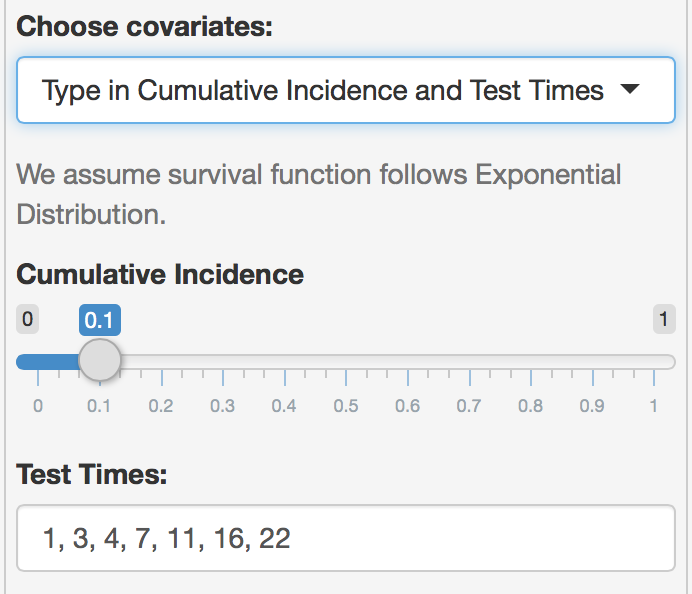 Choose covariates:
Type in Cumulative Incidence and Test Times
We assume survival function follows Exponential
Distribution.
Cumulative Incidence
0 0.1 1
0 0.1 0.2 0.3 0.4 0.5 0.6 0.7 0.8 0.9 1
Test Times:
1, 3, 4, 7, 11, 16, 22